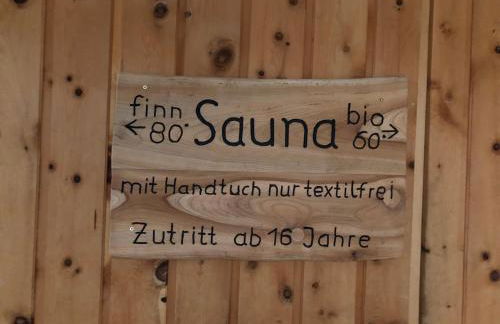 finn Sauna bio
←80° 60°→
mit Handtuch nur textilfrei
Zutritt ab 16 Jahre